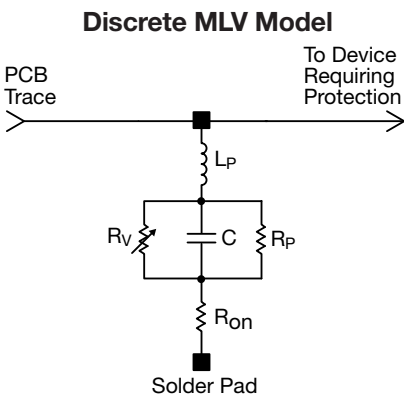 Discrete MLV Model
PCB
Trace
To Device
Requiring
Protection
LP
RV
C
RP
Ron
Solder Pad